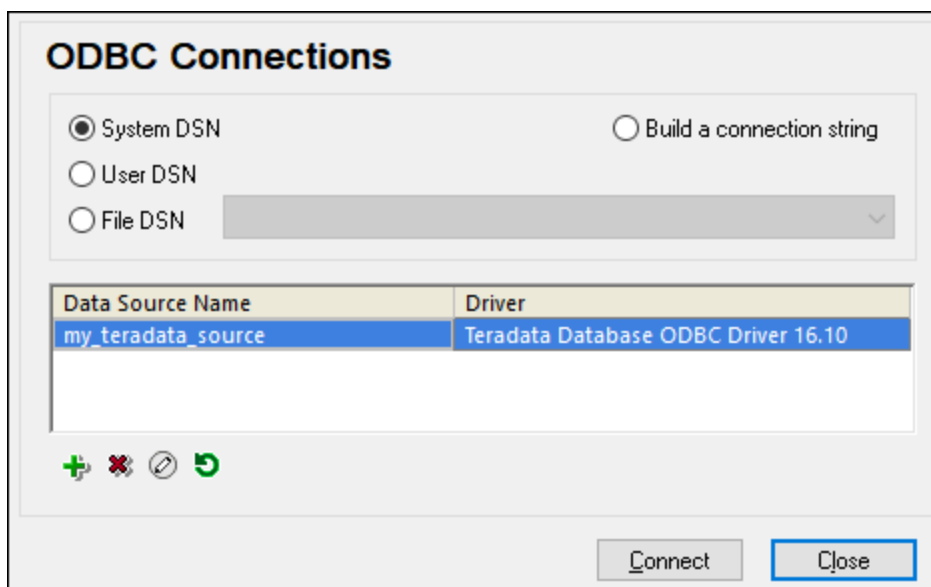 ODBC Connections
System DSN
Build a connection string
User DSN
File DSN
Data Source Name Driver
my_teradata_source Teradata Database ODBC Driver 16.10
Connect Close